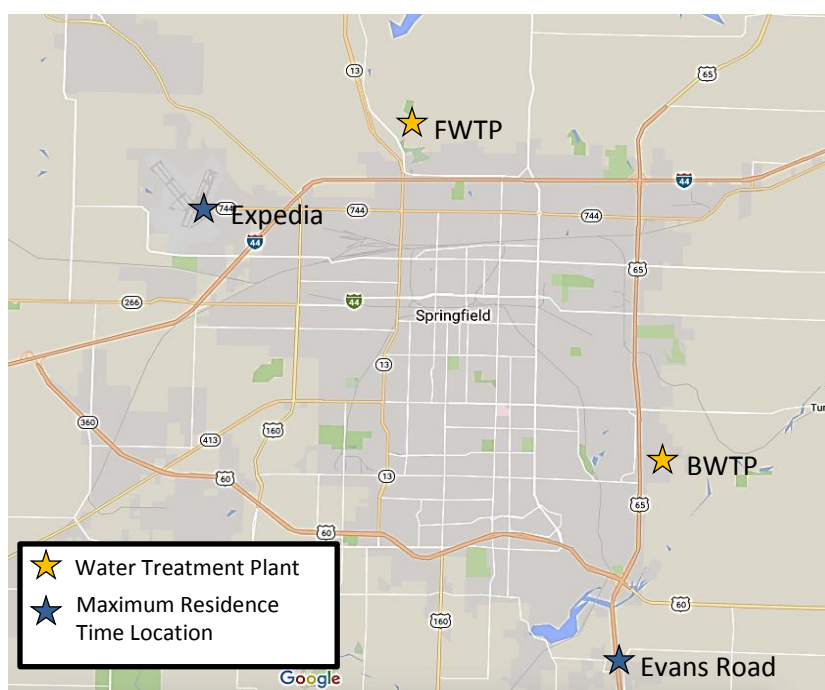 65
13
FWTP
44
744
Expedia
744
744
44
65
266
44
Springfield
13
360
160
413
13
BWTP
60
65
60
60
160
Evans Road
Water Treatment Plant
Maximum Residence
Time Location
Google